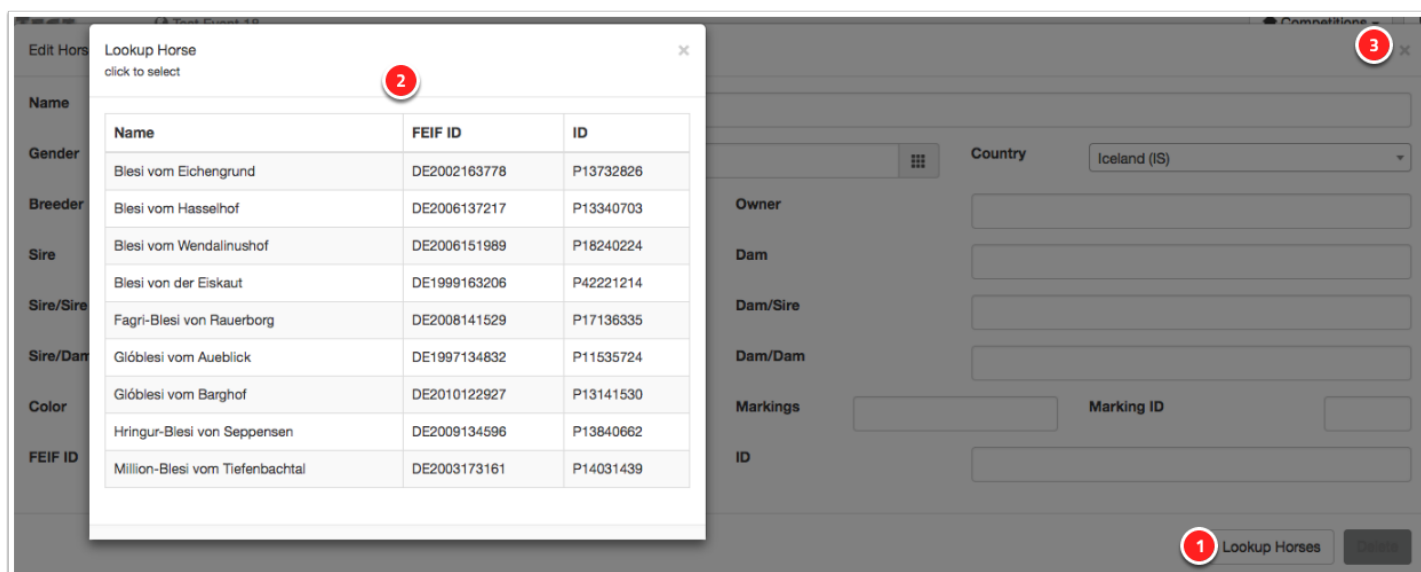 Test Event 18
Competitions
Edit Hors
Lookup Horse
×
3
×
click to select
2
Name
Name FEIF ID ID
Gender
Country
Iceland (IS)
Blesi vom Eichengrund DE2002163778 P13732826
Breeder
Owner
Blesi vom Hasselhof DE2006137217 P13340703
Blesi vom Wendalinushof DE2006151989 P18240224
Sire
Dam
Blesi von der Eiskaut DE1999163206 P42221214
Sire/Sire
Dam/Sire
Fagri-Blesi von Rauerborg DE2008141529 P17136335
Sire/Dam
Dam/Dam
Glóblesi vom Aueblick DE1997134832 P11535724
Glóblesi vom Barghof DE2010122927 P13141530
Color
Markings
Marking ID
Hringur-Blesi von Seppensen DE2009134596 P13840662
FEIF ID
ID
Million-Blesi vom Tiefenbachtal DE2003173161 P14031439
1
Lookup Horses
Delete